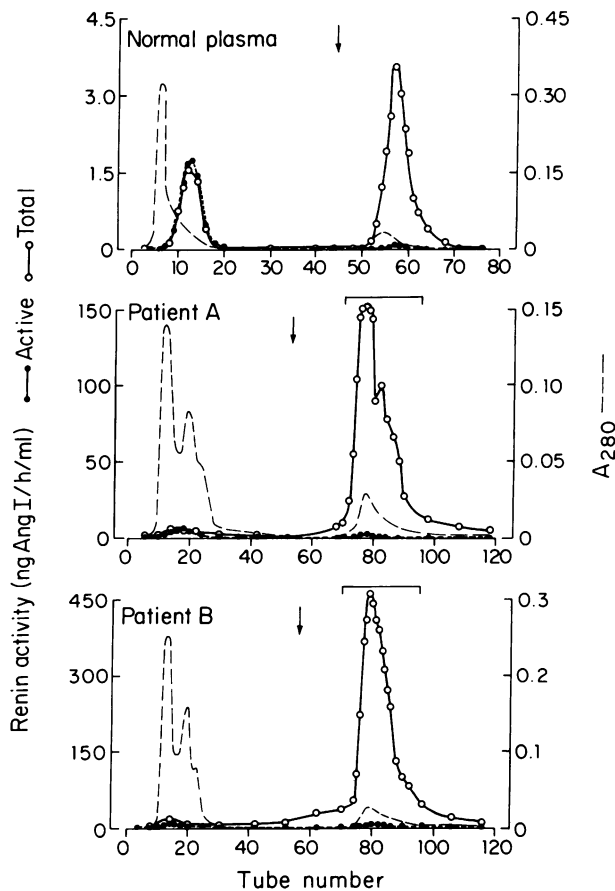 Normal plasma
4.5
3.0
1.5
0
0.45
0.30
0.15
0
0 10 20 30 40 50 60 70 80
Patient A
150
100
50
0
0.15
0.10
0.05
0
0 20 40 60 80 100 120
Patient B
450
300
150
0
0.3
0.2
0.1
0
0 20 40 60 80 100 120
Tube number
Renin activity (ng AngI/h/ml) Active Total
A280